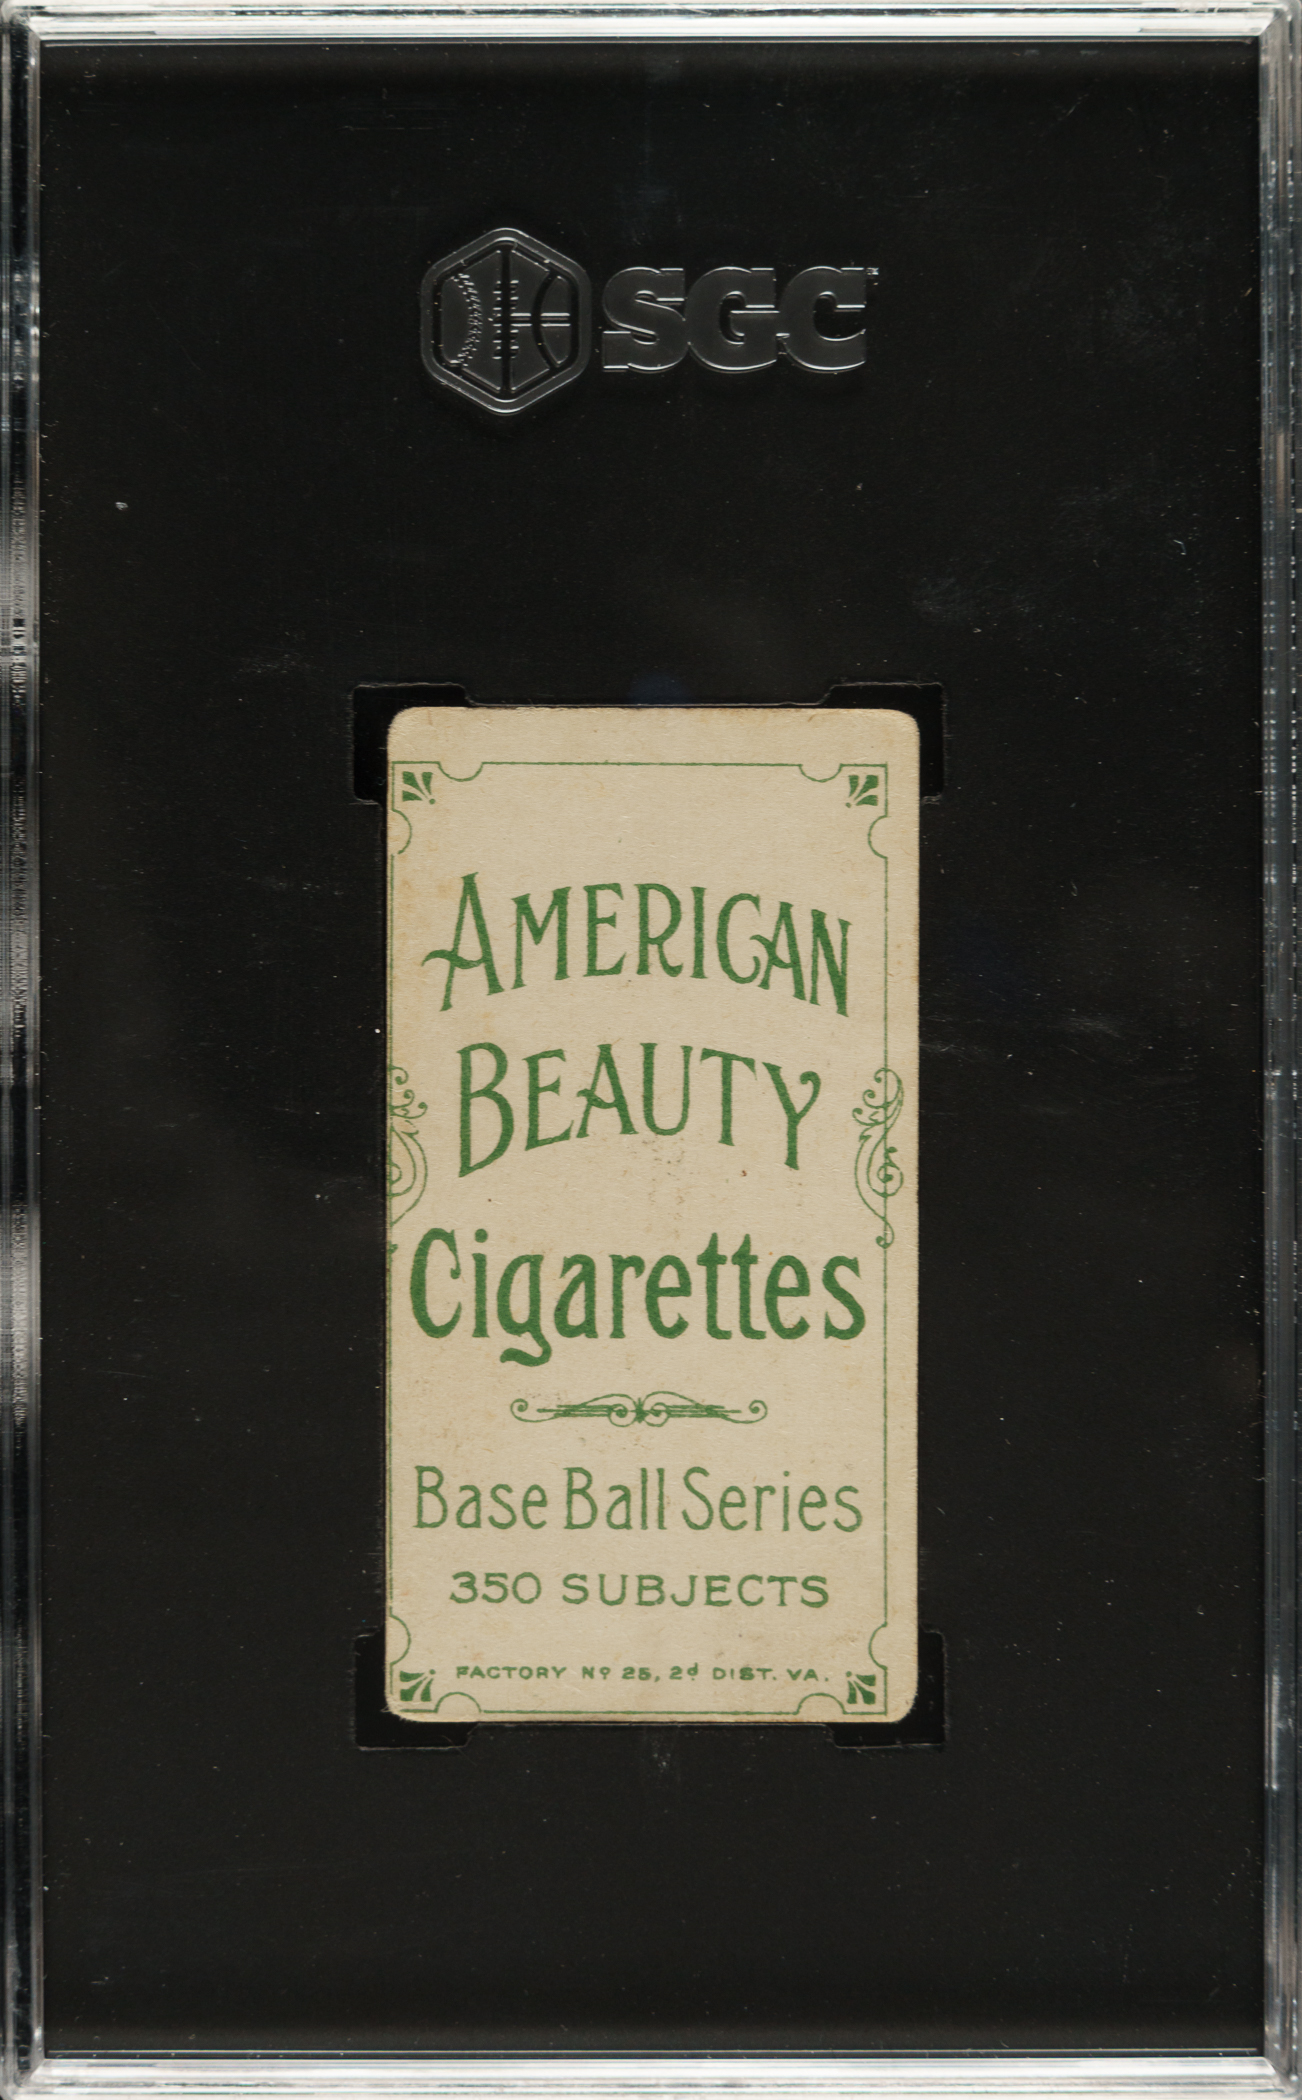 SGC
AMERICAN
BEAUTY
Cigarettes
Base Ball Series
350 SUBJECTS
FACTORY Nº 25, 2d DIST. VA.